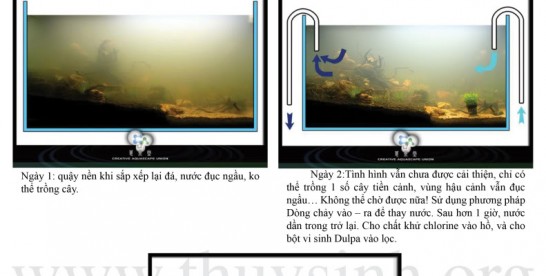 CREATIVE AQUASCAPE UNION
CREATIVE AQUASCAPE UNION
Ngày 1: quậy nền khi sắp xếp lại đá, nước đục ngầu, ko
thể trồng cây.
Ngày 2:Tình hình vẫn chưa được cải thiện, chỉ có
thể trồng 1 số cây tiền cảnh, vùng hậu cảnh vẫn đục
ngầu… Không thể chờ được nữa! Sử dụng phương pháp
Dòng chảy vào – ra để thay nước. Sau hơn 1 giờ, nước
dần trong trở lại. Cho chất khử chlorine vào hồ, và cho
bột vi sinh Dulpa vào lọc.
www.thuysinh.org